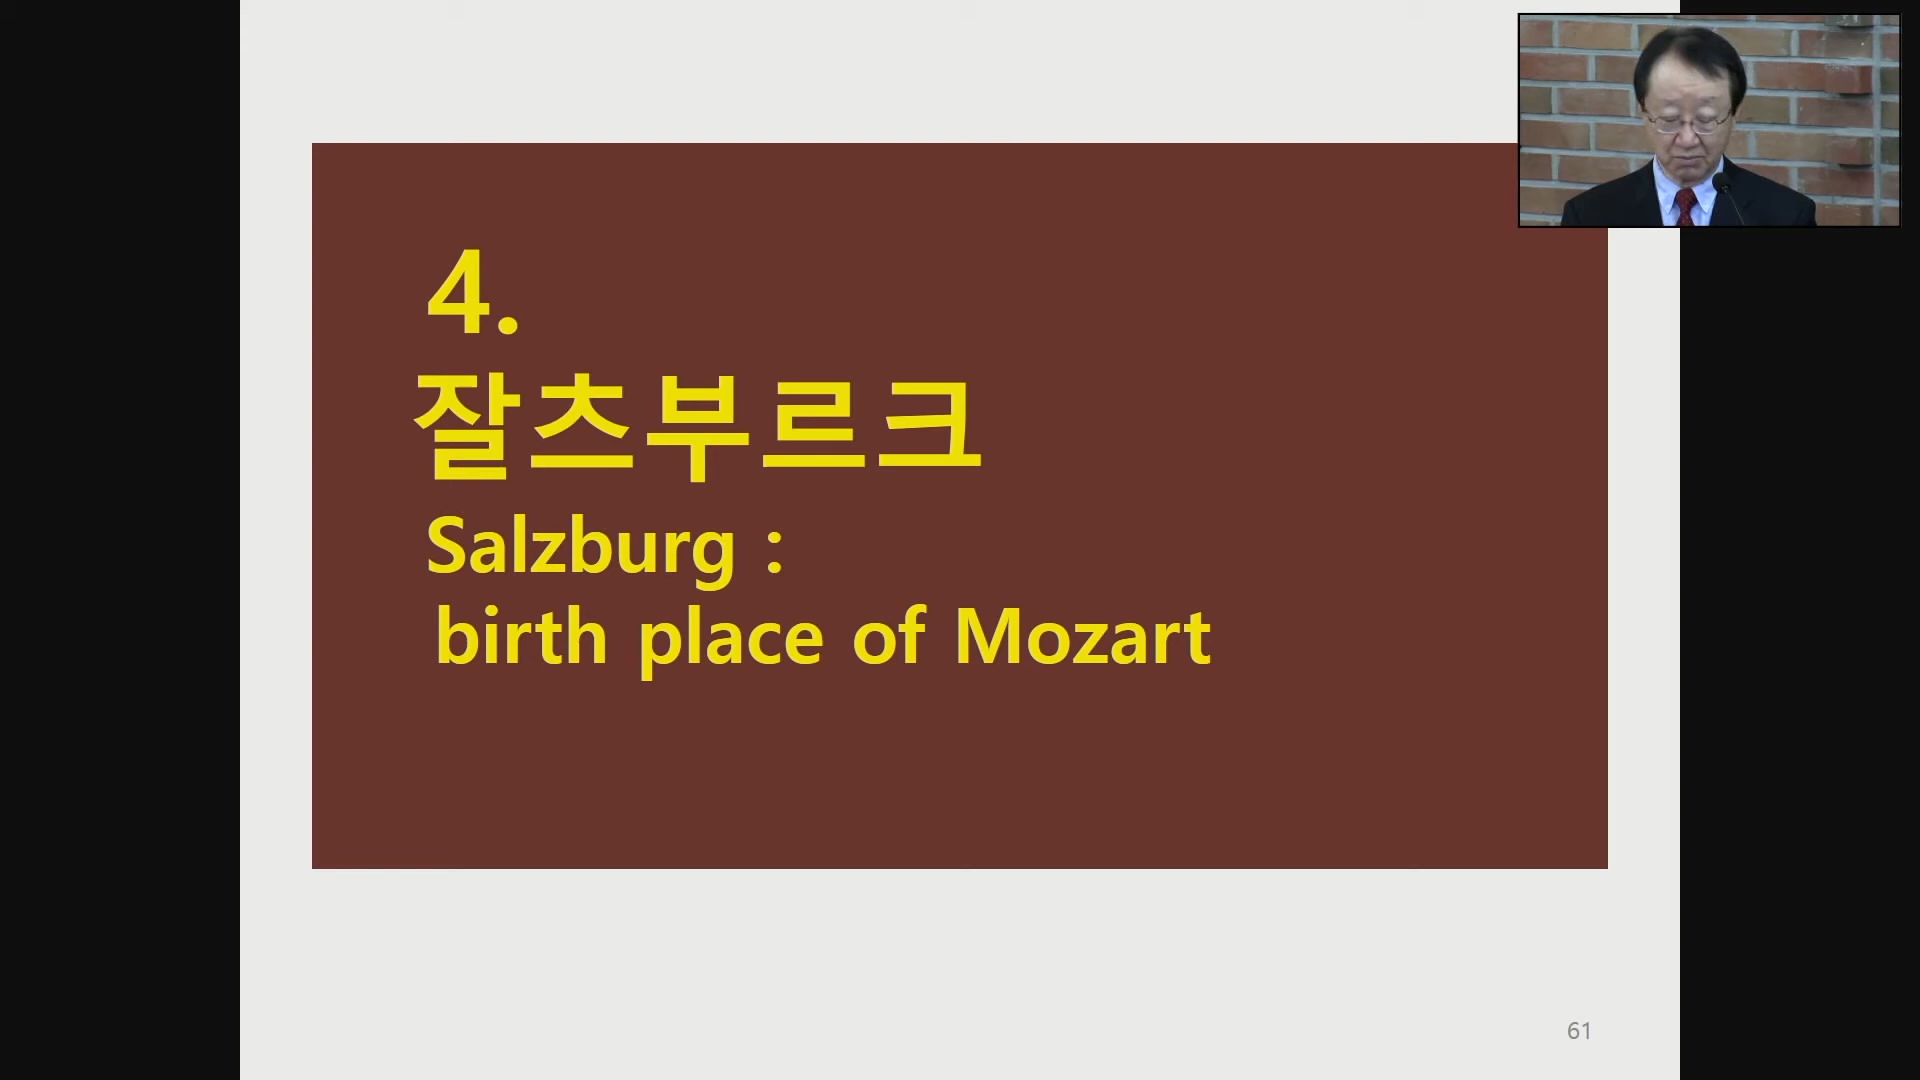 4.
잘츠부르크
Salzburg :
birth place of Mozart
61